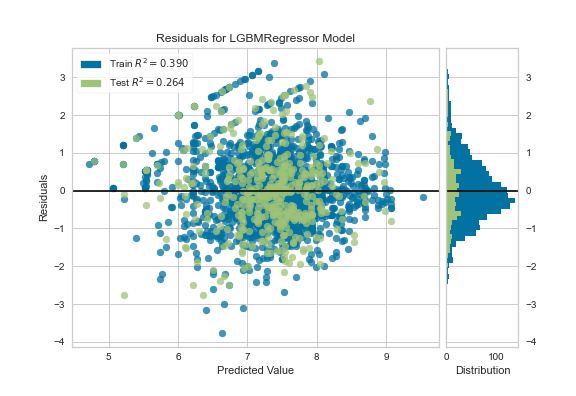 Residuals for LGBMRegressor Model
Train R² = 0.390
Test R² = 0.264
3
2
1
0
−1
−2
−3
−4
Residuals
5 6 7 8 9
Predicted Value
3
2
1
0
−1
−2
−3
−4
0 100
Distribution